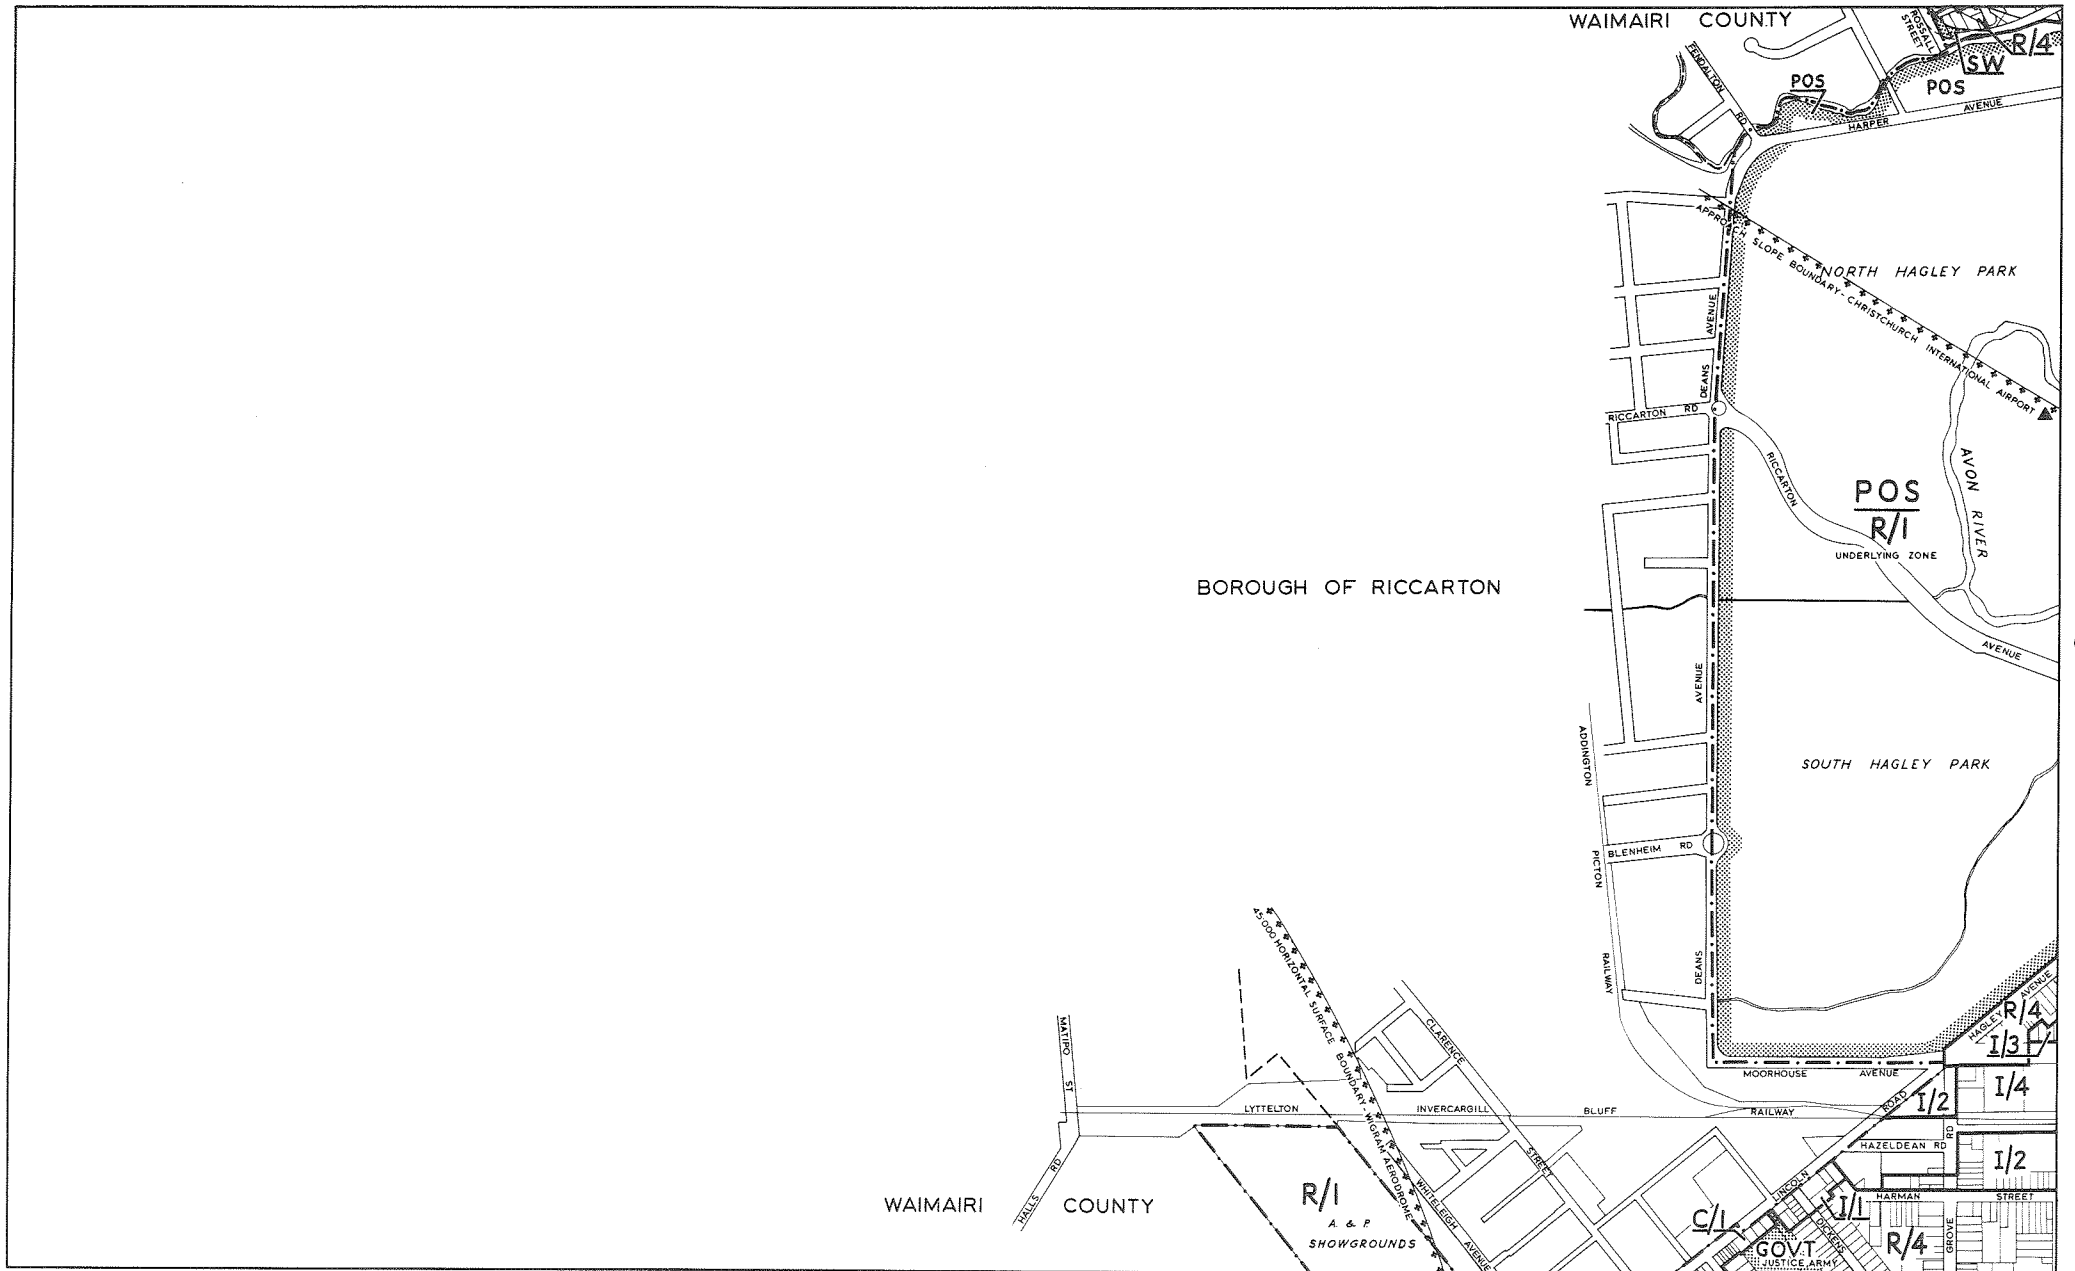 WAIMAIRI COUNTY
ROSSALL STREET
R/4
SW
POS
POS
FENDALTON RD
HARPER AVENUE
APPROACH SLOPE BOUNDARY - CHRISTCHURCH INTERNATIONAL AIRPORT
NORTH HAGLEY PARK
DEANS AVENUE
RICCARTON RD
RICCARTON AVENUE
AVON RIVER
POS
R/1
UNDERLYING ZONE
BOROUGH OF RICCARTON
DEANS AVENUE
SOUTH HAGLEY PARK
ADDINGTON PICTON RAILWAY
BLENHEIM RD
45'000 HORIZONTAL SURFACE BOUNDARY - WIGRAM AERODROME
HAGLEY AVENUE
R/4
I/3
MATIPO ST
CLARENCE STREET
MOORHOUSE AVENUE
I/4
I/2
LYTTELTON INVERCARGILL BLUFF RAILWAY
LINCOLN ROAD
HAZELDEAN RD
GR
I/2
HALLS RD
WAIMAIRI COUNTY
R/1
A. & P.
SHOWGROUNDS
WHITELEIGH AVENUE
C/1
I/1
HARMAN STREET
DICKENS
GROVE
R/4
GOVT
JUSTICE, ARMY